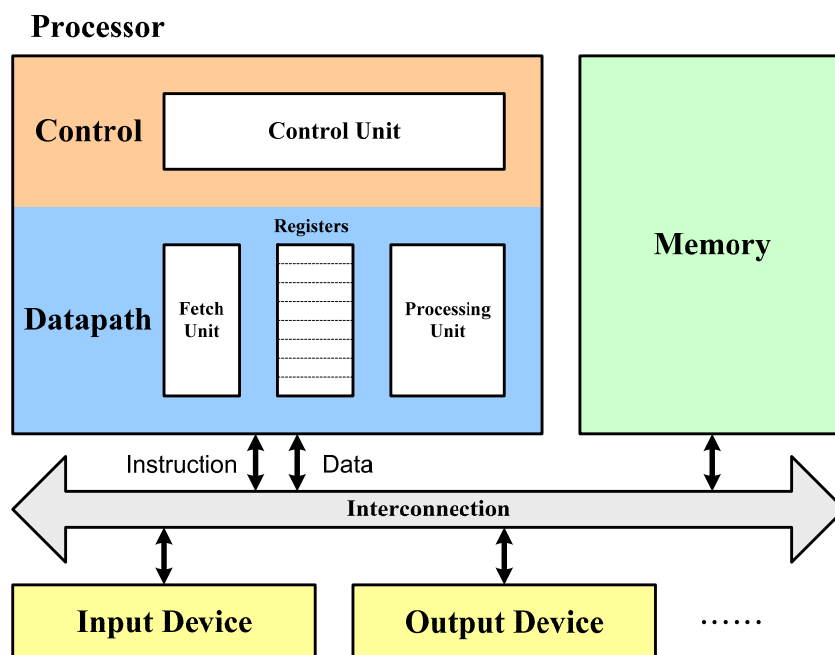 Processor
Control
Control Unit
Registers
Datapath
Fetch
Unit
Processing
Unit
Memory
Instruction
Data
Interconnection
Input Device
Output Device
......